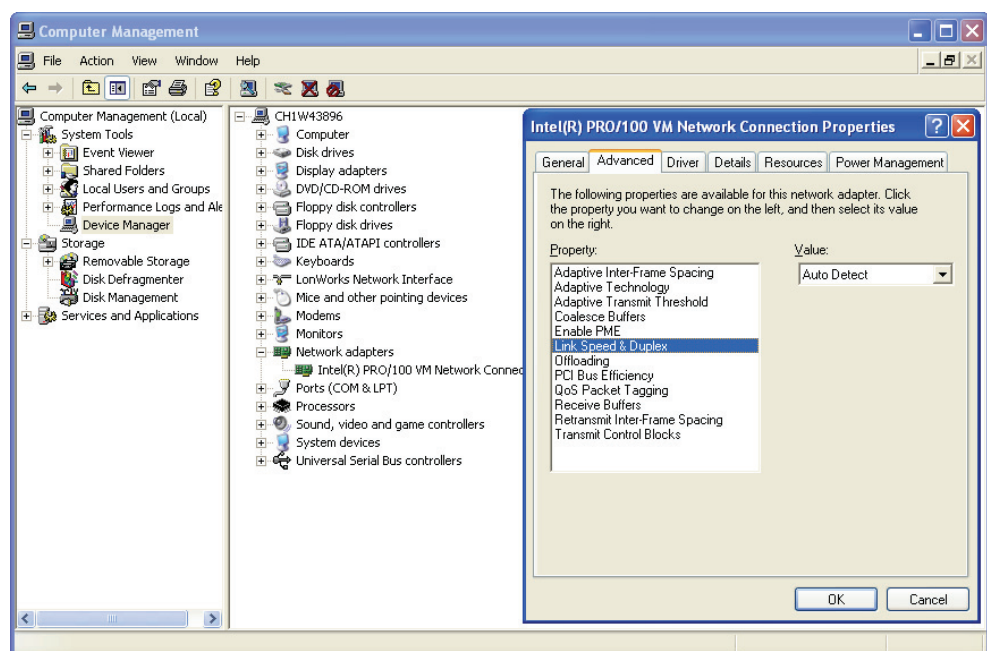 Computer Management
File Action View Window Help
Computer Management (Local)
System Tools
Event Viewer
Shared Folders
Local Users and Groups
Performance Logs and Ale
Device Manager
Storage
Removable Storage
Disk Defragmenter
Disk Management
Services and Applications
CH1W43896
Computer
Disk drives
Display adapters
DVD/CD-ROM drives
Floppy disk controllers
Floppy disk drives
IDE ATA/ATAPI controllers
Keyboards
LonWorks Network Interface
Mice and other pointing devices
Modems
Monitors
Network adapters
Intel(R) PRO/100 VM Network Connec
Ports (COM & LPT)
Processors
Sound, video and game controllers
System devices
Universal Serial Bus controllers
Intel(R) PRO/100 VM Network Connection Properties
General Advanced Driver Details Resources Power Management
The following properties are available for this network adapter. Click
the property you want to change on the left, and then select its value
on the right.
Property:
Adaptive Inter-Frame Spacing
Adaptive Technology
Adaptive Transmit Threshold
Coalesce Buffers
Enable PME
Link Speed & Duplex
Offloading
PCI Bus Efficiency
QoS Packet Tagging
Receive Buffers
Retransmit Inter-Frame Spacing
Transmit Control Blocks
Value:
Auto Detect
OK Cancel